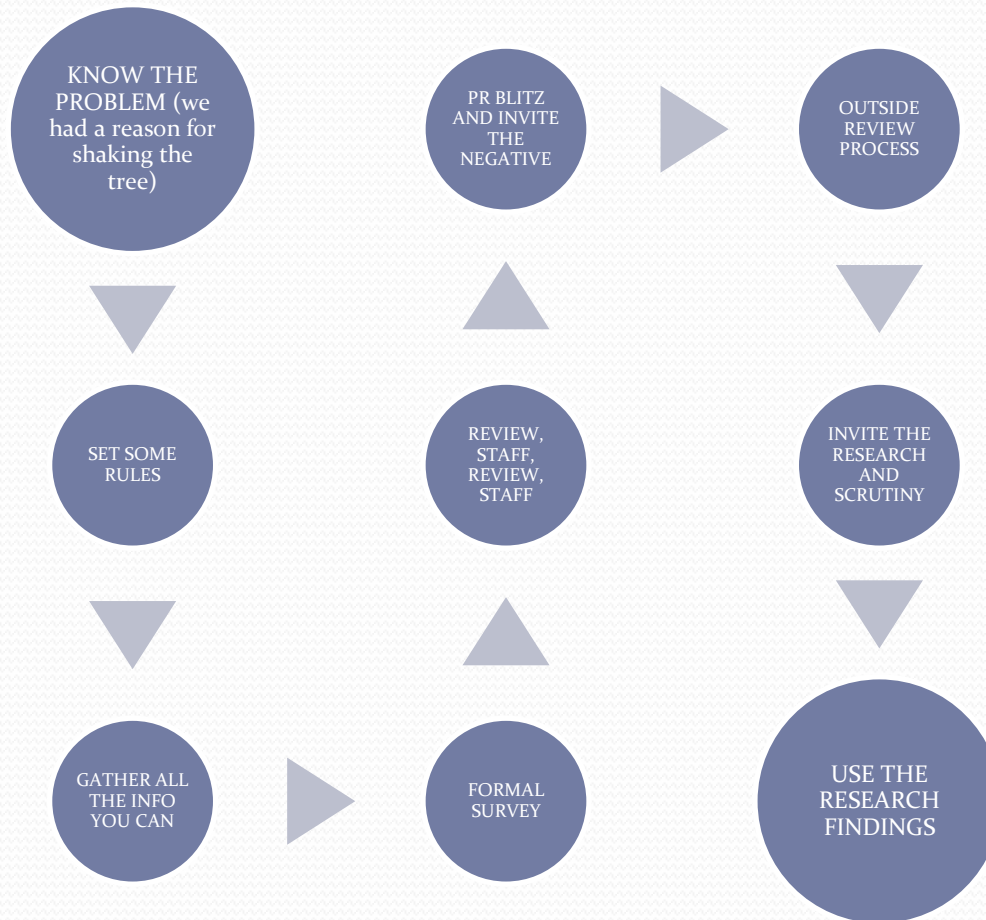 KNOW THE
PROBLEM (we
had a reason for
shaking the
tree)
SET SOME
RULES
GATHER ALL
THE INFO
YOU CAN
FORMAL
SURVEY
REVIEW,
STAFF,
REVIEW,
STAFF
PR BLITZ
AND INVITE
THE
NEGATIVE
OUTSIDE
REVIEW
PROCESS
INVITE THE
RESEARCH
AND
SCRUTINY
USE THE
RESEARCH
FINDINGS